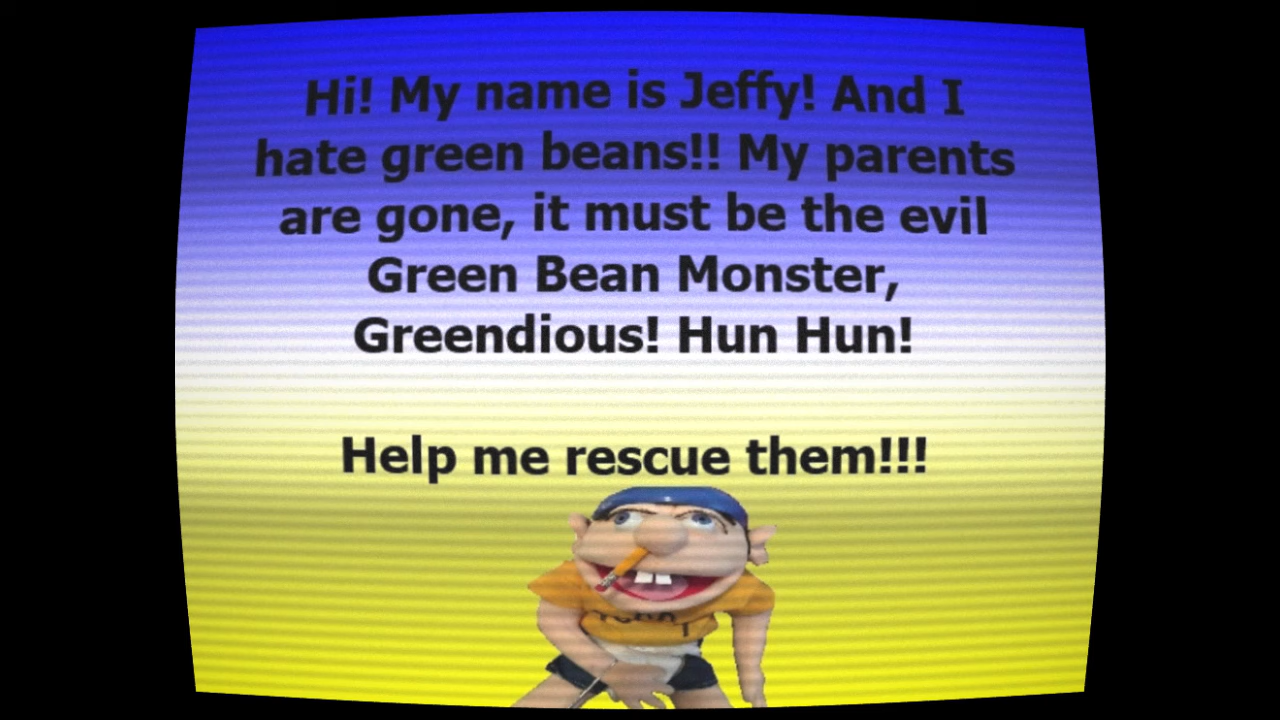 Hi! My name is Jeffy! And I
hate green beans!! My parents
are gone, it must be the evil
Green Bean Monster,
Greendious! Hun Hun!
Help me rescue them!!!